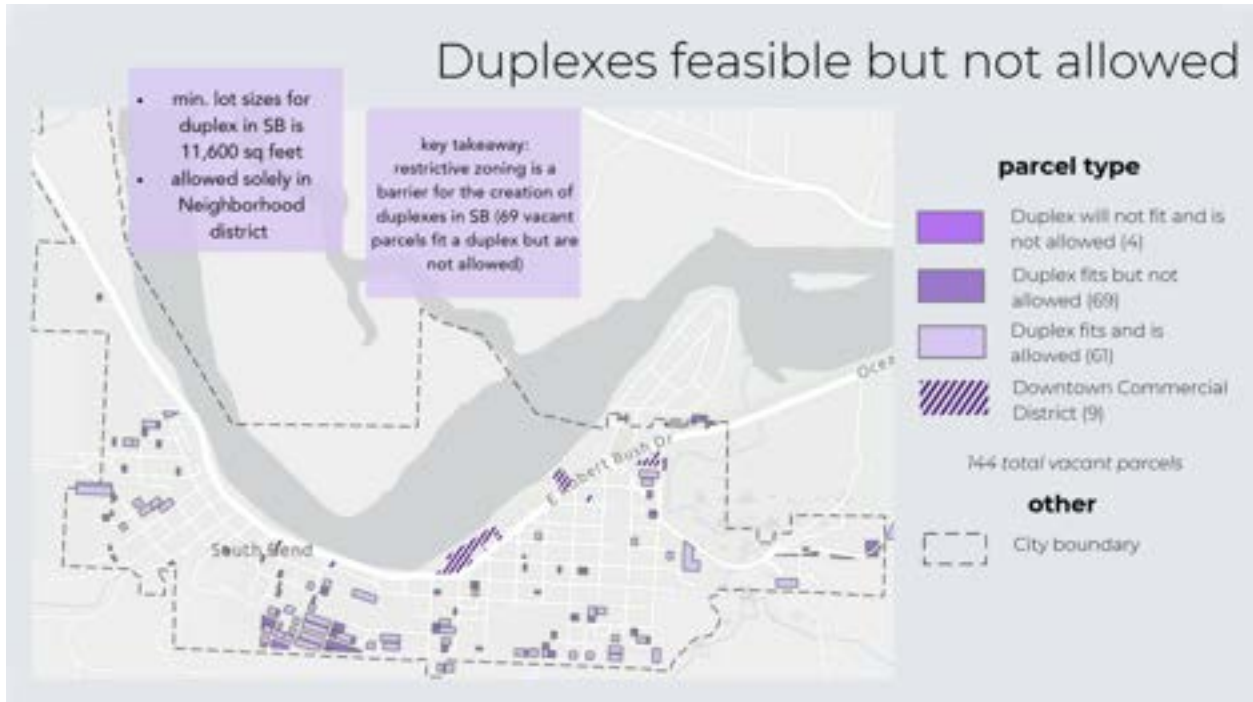 Duplexes feasible but not allowed
• min. lot sizes for
duplex in SB is
11,600 sq feet
• allowed solely in
Neighborhood
district
key takeaway:
restrictive zoning is a
barrier for the creation of
duplexes in SB (69 vacant
parcels fit a duplex but are
not allowed)
parcel type
Duplex will not fit and is
not allowed (4)
Duplex fits but not
allowed (69)
Duplex fits and is
allowed (61)
Downtown Commercial
District (9)
144 total vacant parcels
other
City boundary
Ocea
E Robert Bush Dr
South Bend